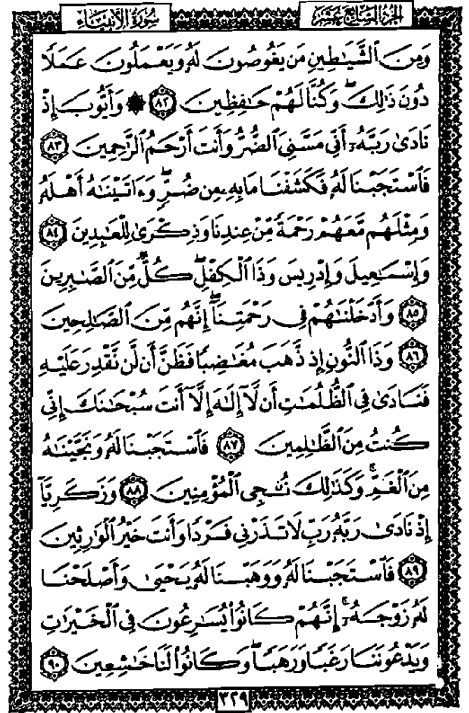 الجزء السابع عشر
سورة الأنبياء
وَمِنَ ٱلشَّيَٰطِينِ مَن يَغُوصُونَ لَهُۥ وَيَعْمَلُونَ عَمَلًا
دُونَ ذَٰلِكَ ۖ وَكُنَّا لَهُمْ حَٰفِظِينَ ٨٢ ۞ وَأَيُّوبَ إِذْ
نَادَىٰ رَبَّهُۥٓ أَنِّى مَسَّنِىَ ٱلضُّرُّ وَأَنتَ أَرْحَمُ ٱلرَّٰحِمِينَ ٨٣
فَٱسْتَجَبْنَا لَهُۥ فَكَشَفْنَا مَا بِهِۦ مِن ضُرٍّ ۖ وَءَاتَيْنَٰهُ أَهْلَهُۥ
وَمِثْلَهُم مَّعَهُمْ رَحْمَةً مِّنْ عِندِنَا وَذِكْرَىٰ لِلْعَٰبِدِينَ ٨٤
وَإِسْمَٰعِيلَ وَإِدْرِيسَ وَذَا ٱلْكِفْلِ ۖ كُلٌّ مِّنَ ٱلصَّٰبِرِينَ
٨٥ وَأَدْخَلْنَٰهُمْ فِى رَحْمَتِنَآ ۖ إِنَّهُم مِّنَ ٱلصَّٰلِحِينَ
٨٦ وَذَا ٱلنُّونِ إِذ ذَّهَبَ مُغَٰضِبًا فَظَنَّ أَن لَّن نَّقْدِرَ عَلَيْهِ
فَنَادَىٰ فِى ٱلظُّلُمَٰتِ أَن لَّآ إِلَٰهَ إِلَّآ أَنتَ سُبْحَٰنَكَ إِنِّى
كُنتُ مِنَ ٱلظَّٰلِمِينَ ٨٧ فَٱسْتَجَبْنَا لَهُۥ وَنَجَّيْنَٰهُ
مِنَ ٱلْغَمِّ ۚ وَكَذَٰلِكَ نُۨجِى ٱلْمُؤْمِنِينَ ٨٨ وَزَكَرِيَّآ
إِذْ نَادَىٰ رَبَّهُۥ رَبِّ لَا تَذَرْنِى فَرْدًا وَأَنتَ خَيْرُ ٱلْوَٰرِثِينَ
٨٩ فَٱسْتَجَبْنَا لَهُۥ وَوَهَبْنَا لَهُۥ يَحْيَىٰ وَأَصْلَحْنَا
لَهُۥ زَوْجَهُۥٓ ۚ إِنَّهُمْ كَانُوا۟ يُسَٰرِعُونَ فِى ٱلْخَيْرَٰتِ
وَيَدْعُونَنَا رَغَبًا وَرَهَبًا ۖ وَكَانُوا۟ لَنَا خَٰشِعِينَ ٩٠
٣٢٩